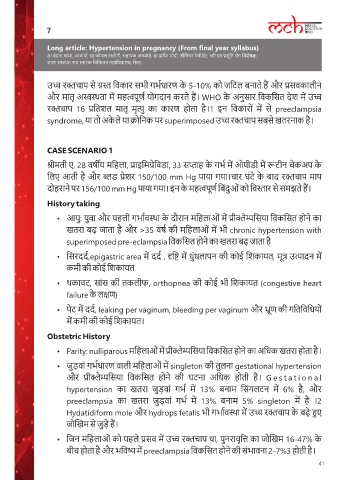 7
mch
Long article: Hypertension in pregnancy (From final year syllabus)
उच्च रक्तचाप से ग्रस्त विकार सभी गर्भधारण के 5-10% को जटिल बनाते हैं और प्रसवकालीन
और मातृ अस्वस्थता में महत्वपूर्ण योगदान करते हैं। WHO के अनुसार विकसित देश में उच्च
रक्तचाप 16 प्रतिशत मातृ मृत्यु का कारण होता है।1 इन विकारों में से preeclampsia
syndrome, या तो अकेले या क्रोनिक पर superimposed उच्च रक्तचाप सबसे खतरनाक है।
CASE SCENARIO 1
श्रीमती ए, 28 वर्षीय महिला, प्राइमिग्रेविडा, 33 सप्ताह के गर्भ में ओपीडी में रूटीन चेकअप के
लिए आती है और ब्लड प्रेशर 150/100 mm Hg पाया गया।चार घंटे के बाद रक्तचाप माप
दोहराने पर 156/100 mm Hg पाया गया। इन के महत्वपूर्ण बिंदुओं को विस्तार से समझते हैं।
History taking
• आयु: युवा और पहली गर्भावस्था के दौरान महिलाओं में प्रीक्लेम्पसिया विकसित होने का
खतरा बढ़ जाता है और >35 वर्ष की महिलाओं में भी chronic hypertension with
superimposed pre-eclampsia विकसित होने का खतरा बढ़ जाता है
• सिरदर्द,epigastric area में दर्द , दृष्टि में धुंधलापन की कोई शिकायत, मूत्र उत्पादन में
कमी की कोई शिकायत
• थकावट, सांस की तकलीफ, orthopnea की कोई भी शिकायत (congestive heart
failure के लक्षण)
• पेट में दर्द, leaking per vaginum, bleeding per vaginum और भ्रूण की गतिविधियों
में कमी की कोई शिकायत।
Obstetric History
• Parity: nulliparous महिलाओं में प्रीक्लेम्पसिया विकसित होने का अधिक खतरा होता है।
• जुड़वां गर्भधारण वाली महिलाओं में singleton की तुलना gestational hypertension
और प्रीक्लेम्पसिया विकसित होने की घटना अधिक होती है। Gestational
hypertension का खतरा जुड़वां गर्भ में 13% बनाम सिंगलटन में 6% है, और
preeclampsia का खतरा जुड़वां गर्भ में 13% बनाम 5% singleton में है ।2
Hydatidiform mole और hydrops fetalis भी गर्भावस्था में उच्च रक्तचाप के बढ़े हुए
जोखिम से जुड़े हैं।
• जिन महिलाओं को पहले प्रसव में उच्च रक्तचाप था, पुनरावृत्ति का जोखिम 16-47% के
बीच होता है और भविष्य में preeclampsia विकसित होने की संभावना 2-7%3 होती है।
41